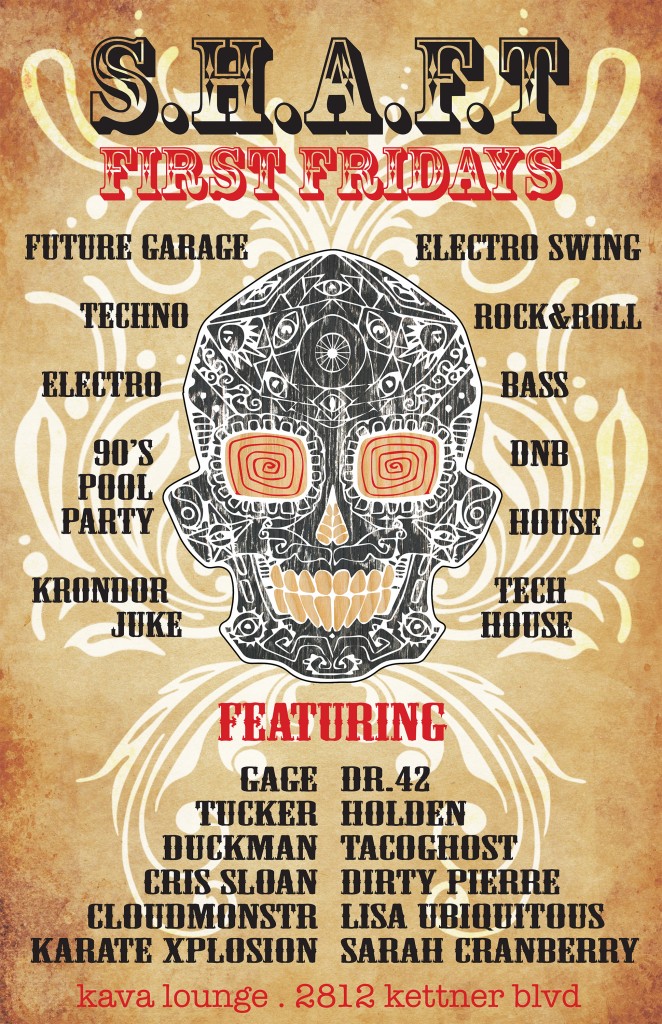 S.H.A.F.T
FIRST FRIDAYS
FUTURE GARAGE
TECHNO
ELECTRO
90'S
POOL
PARTY
KRONDOR
JUKE
ELECTRO SWING
ROCK&ROLL
BASS
DNB
HOUSE
TECH
HOUSE
FEATURING
GAGE DR.42
TUCKER HOLDEN
DUCKMAN TACOGHOST
CRIS SLOAN DIRTY PIERRE
CLOUDMONSTR LISA UBIQUITOUS
KARATE XPLOSION SARAH CRANBERRY
kava lounge . 2812 kettner blvd